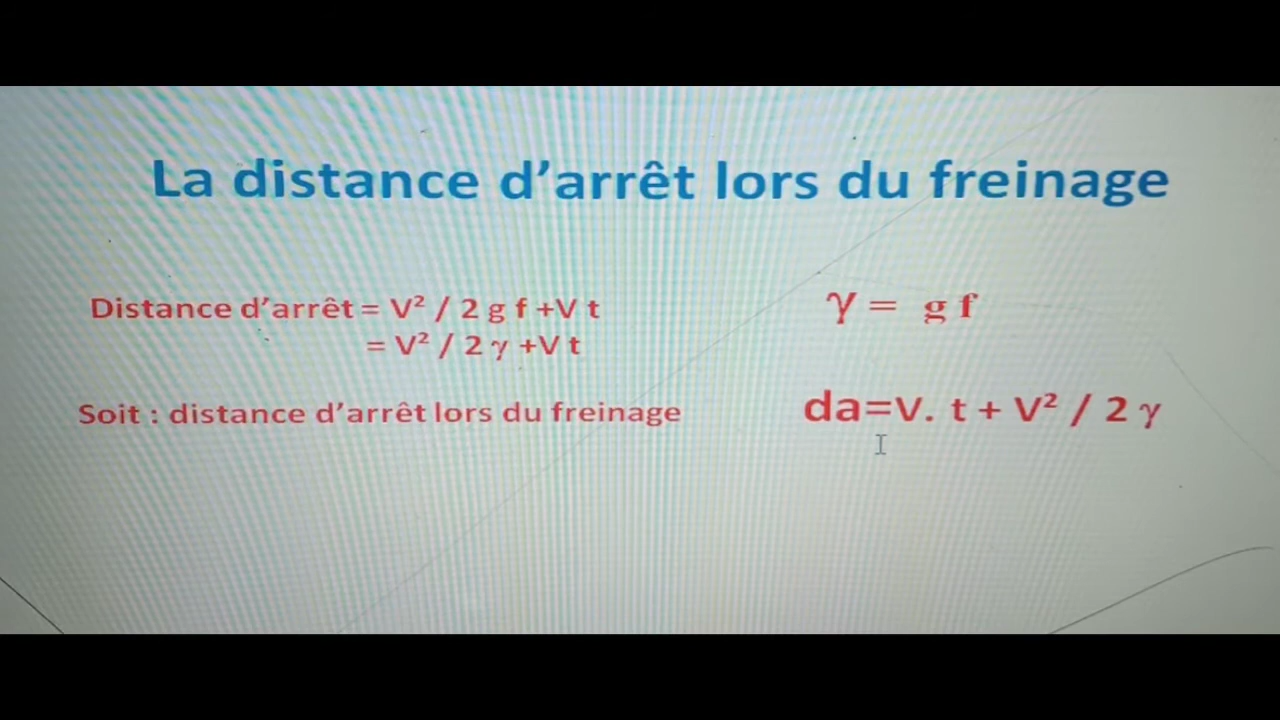 La distance d’arrêt lors du freinage
Distance d’arrêt = V² / 2 g f +V t
γ = g f
= V² / 2 γ +V t
Soit : distance d’arrêt lors du freinage
da=V. t + V² / 2 γ